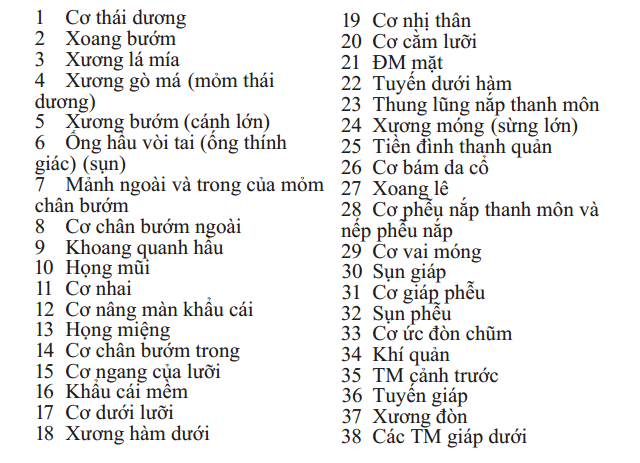 1 Cơ thái dương
2 Xoang bướm
3 Xương lá mía
4 Xương gò má (mỏm thái
dương)
5 Xương bướm (cánh lớn)
6 Ống hầu vòi tai (ống thính
giác) (sụn)
7 Mảnh ngoài và trong của mỏm
chân bướm
8 Cơ chân bướm ngoài
9 Khoang quanh hầu
10 Họng mũi
11 Cơ nhai
12 Cơ nâng màn khẩu cái
13 Họng miệng
14 Cơ chân bướm trong
15 Cơ ngang của lưỡi
16 Khẩu cái mềm
17 Cơ dưới lưỡi
18 Xương hàm dưới
19 Cơ nhị thân
20 Cơ cằm lưỡi
21 ĐM mặt
22 Tuyến dưới hàm
23 Thung lũng nắp thanh môn
24 Xương móng (sừng lớn)
25 Tiền đình thanh quản
26 Cơ bám da cổ
27 Xoang lê
28 Cơ phễu nắp thanh môn và
nếp phễu nắp
29 Cơ vai móng
30 Sụn giáp
31 Cơ giáp phễu
32 Sụn phễu
33 Cơ ức đòn chũm
34 Khí quản
35 TM cảnh trước
36 Tuyến giáp
37 Xương đòn
38 Các TM giáp dưới